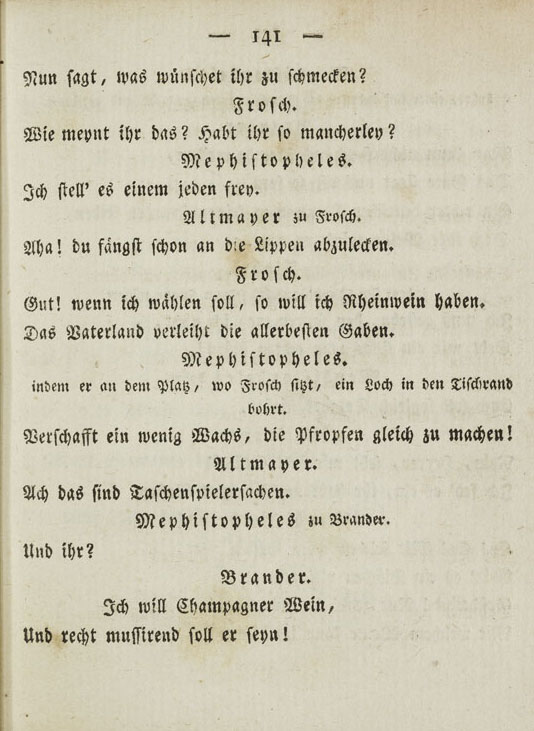 — 141 —
Nun sagt, was wünschet ihr zu schmecken?
Frosch.
Wie meynt ihr das? Habt ihr so mancherley?
Mephistopheles.
Ich stell' es einem jeden frey.
Altmayer zu Frosch.
Aha! du fängst schon an die Lippen abzulecken.
Frosch.
Gut! wenn ich wählen soll, so will ich Rheinwein haben.
Das Vaterland verleiht die allerbesten Gaben.
Mephistopheles.
indem er an dem Platz, wo Frosch sitzt, ein Loch in den Tischrand
bohrt.
Verschafft ein wenig Wachs, die Pfropfen gleich zu machen!
Altmayer.
Ach das sind Taschenspielersachen.
Mephistopheles zu Brander.
Und ihr?
Brander.
Ich will Champagner Wein,
Und recht mussirend soll er seyn!